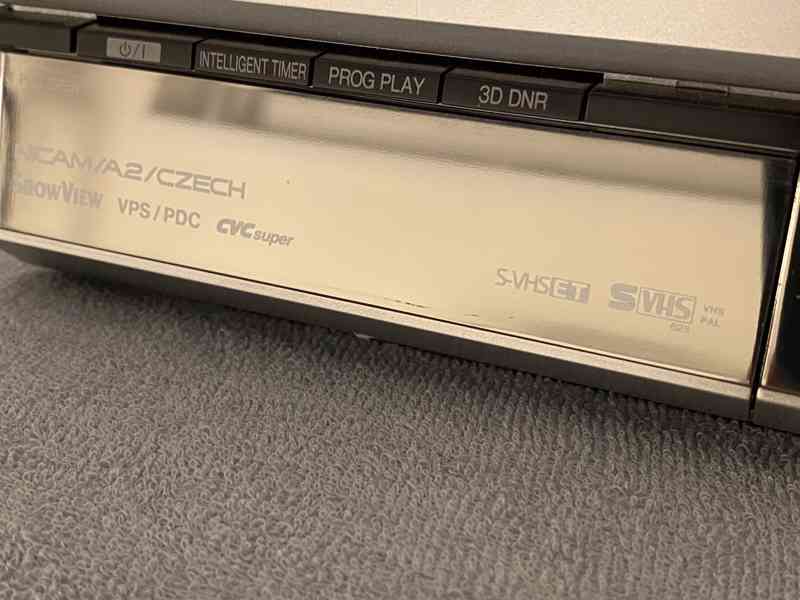 ⏻/I
INTELLIGENT TIMER
PROG PLAY
3D DNR
NICAM/A2/CZECH
SHOWVIEW
VPS/PDC
CVC super
S-VHS ET
S VHS
VHS
PAL
625